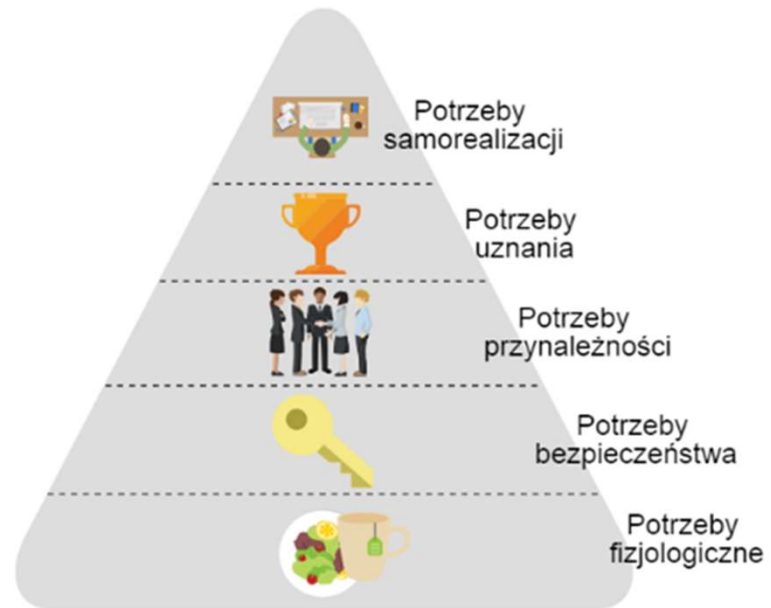 Potrzeby
samorealizacji
Potrzeby
uznania
Potrzeby
przynależności
Potrzeby
bezpieczeństwa
Potrzeby
fizjologiczne